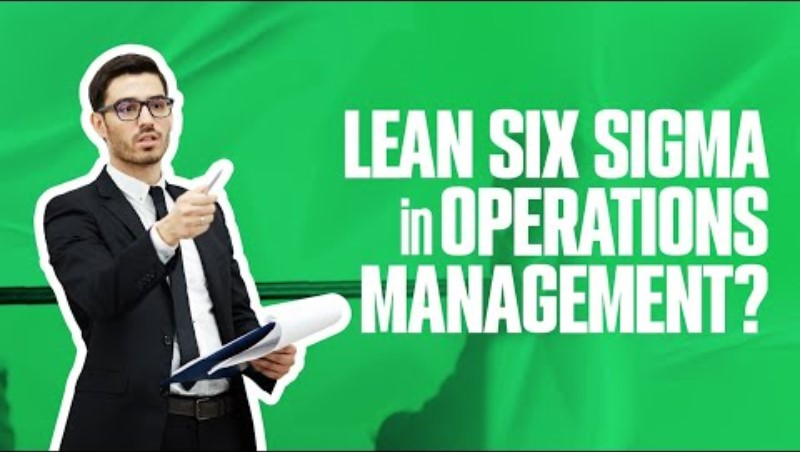 LEAN SIX SIGMA
in OPERATIONS
MANAGEMENT?